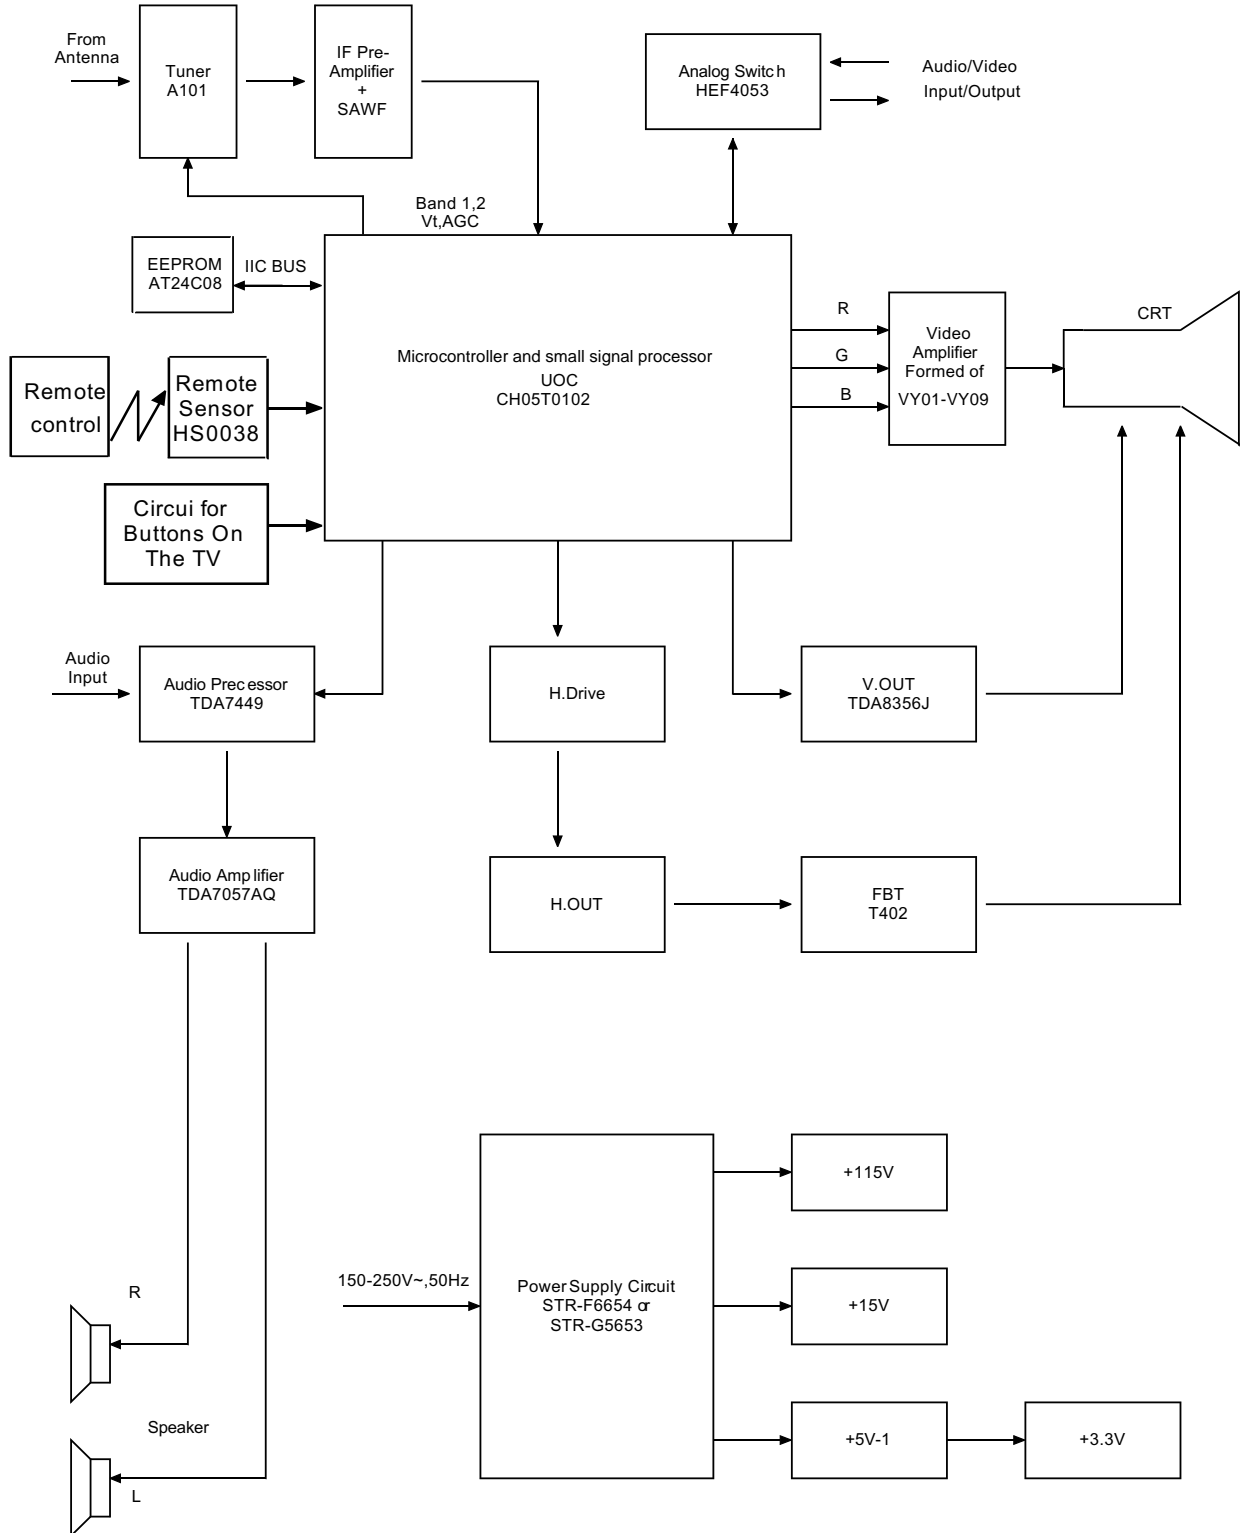 From
Antenna
Tuner
A101
IF Pre-
Amplifier
+
SAWF
Analog Switch
HEF4053
Audio/Video
Input/Output
Band 1,2
Vt,AGC
EEPROM
AT24C08
IIC BUS
Remote
control
Remote
Sensor
HS0038
Circui for
Buttons On
The TV
Microcontroller and small signal processor
UOC
CH05T0102
R
G
B
Video
Amplifier
Formed of
VY01-VY09
CRT
Audio
Input
Audio Precessor
TDA7449
H.Drive
V.OUT
TDA8356J
Audio Amplifier
TDA7057AQ
H.OUT
FBT
T402
R
Speaker
L
150-250V~,50Hz
Power Supply Circuit
STR-F6654 or
STR-G5653
+115V
+15V
+5V-1
+3.3V